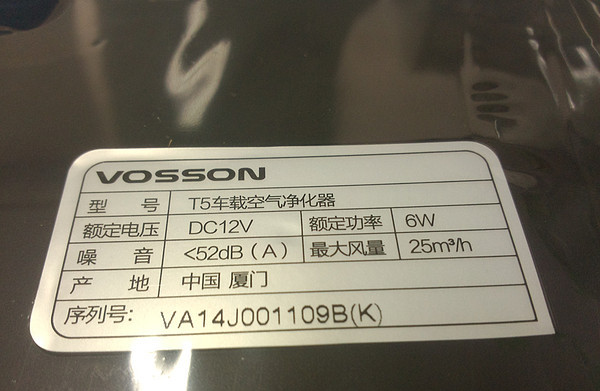 VOSSON
型 号 T5车载空气净化器
额定电压 DC12V 额定功率 6W
噪 音 <52dB（A） 最大风量 25m³/h
产 地 中国 厦门
序列号: VA14J001109B(K)